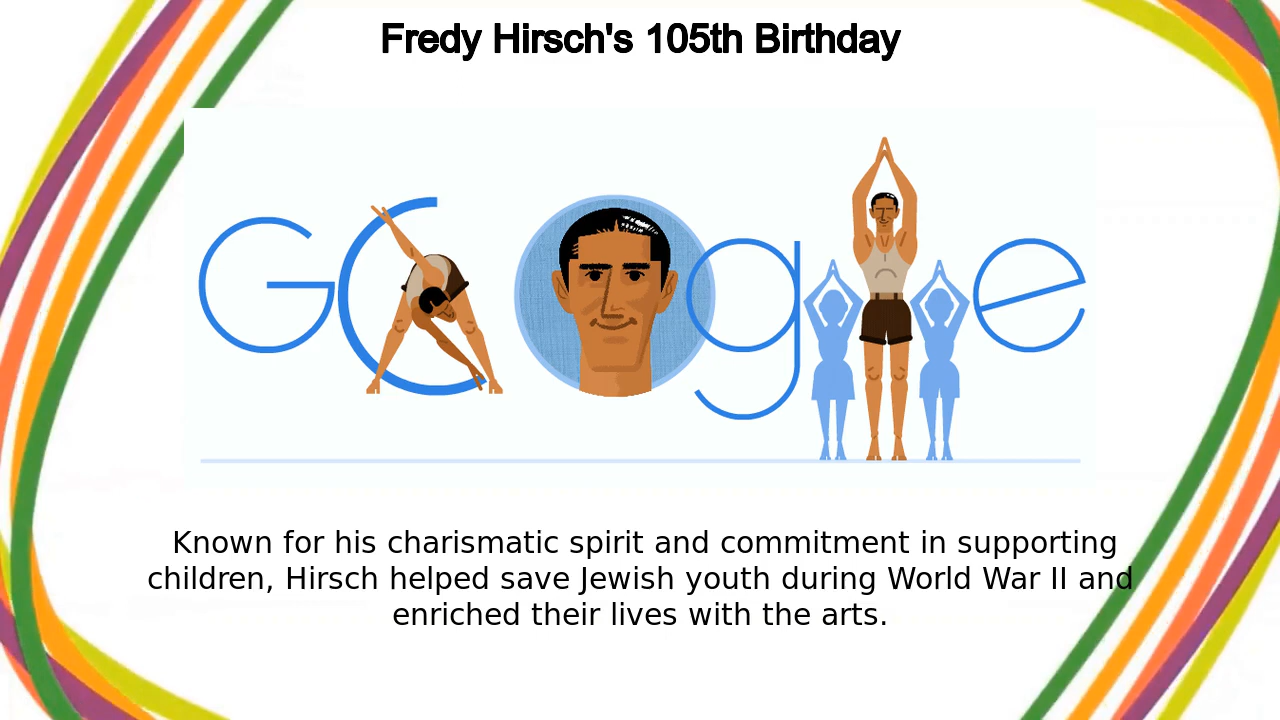 Fredy Hirsch's 105th Birthday
Google
Known for his charismatic spirit and commitment in supporting
children, Hirsch helped save Jewish youth during World War II and
enriched their lives with the arts.